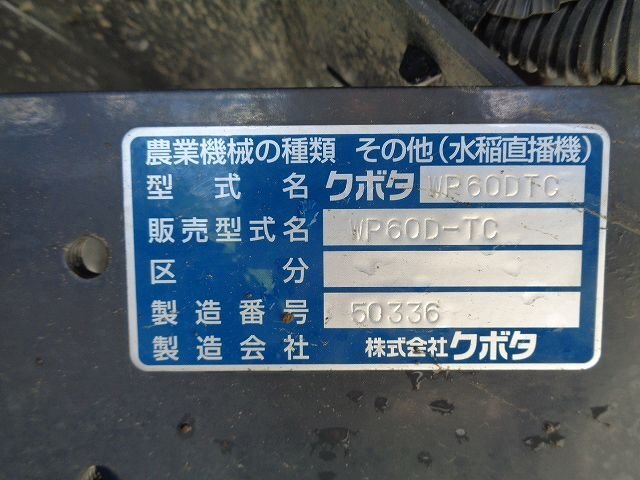 農業機械の種類 その他(水稲直播機)
型式名 クボタ WP60DTC
販売型式名 WP60D-TC
区分
製造番号 50336
製造会社 株式会社クボタ